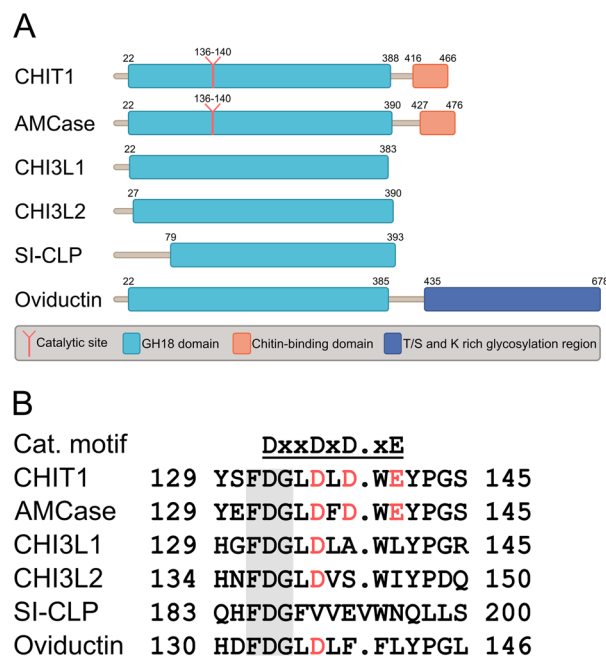 A
136-140
22 388 416 466
CHIT1
136-140
22 390 427 476
AMCase
22 383
CHI3L1
27 390
CHI3L2
79 393
SI-CLP
22 385 435 678
Oviductin
Catalytic site GH18 domain Chitin-binding domain T/S and K rich glycosylation region
B
Cat. motif DxxDxD.xE
CHIT1 129 YSFDGLDLD.WEYPGS 145
AMCase 129 YEFDGLDFD.WEYPGS 145
CHI3L1 129 HGFDGLDLA.WLYPGR 145
CHI3L2 134 HNFDGLDVS.WIYPDQ 150
SI-CLP 183 QHFDGFVVEVWNQLLS 200
Oviductin 130 HDFDGLDLF.FLYPGL 146